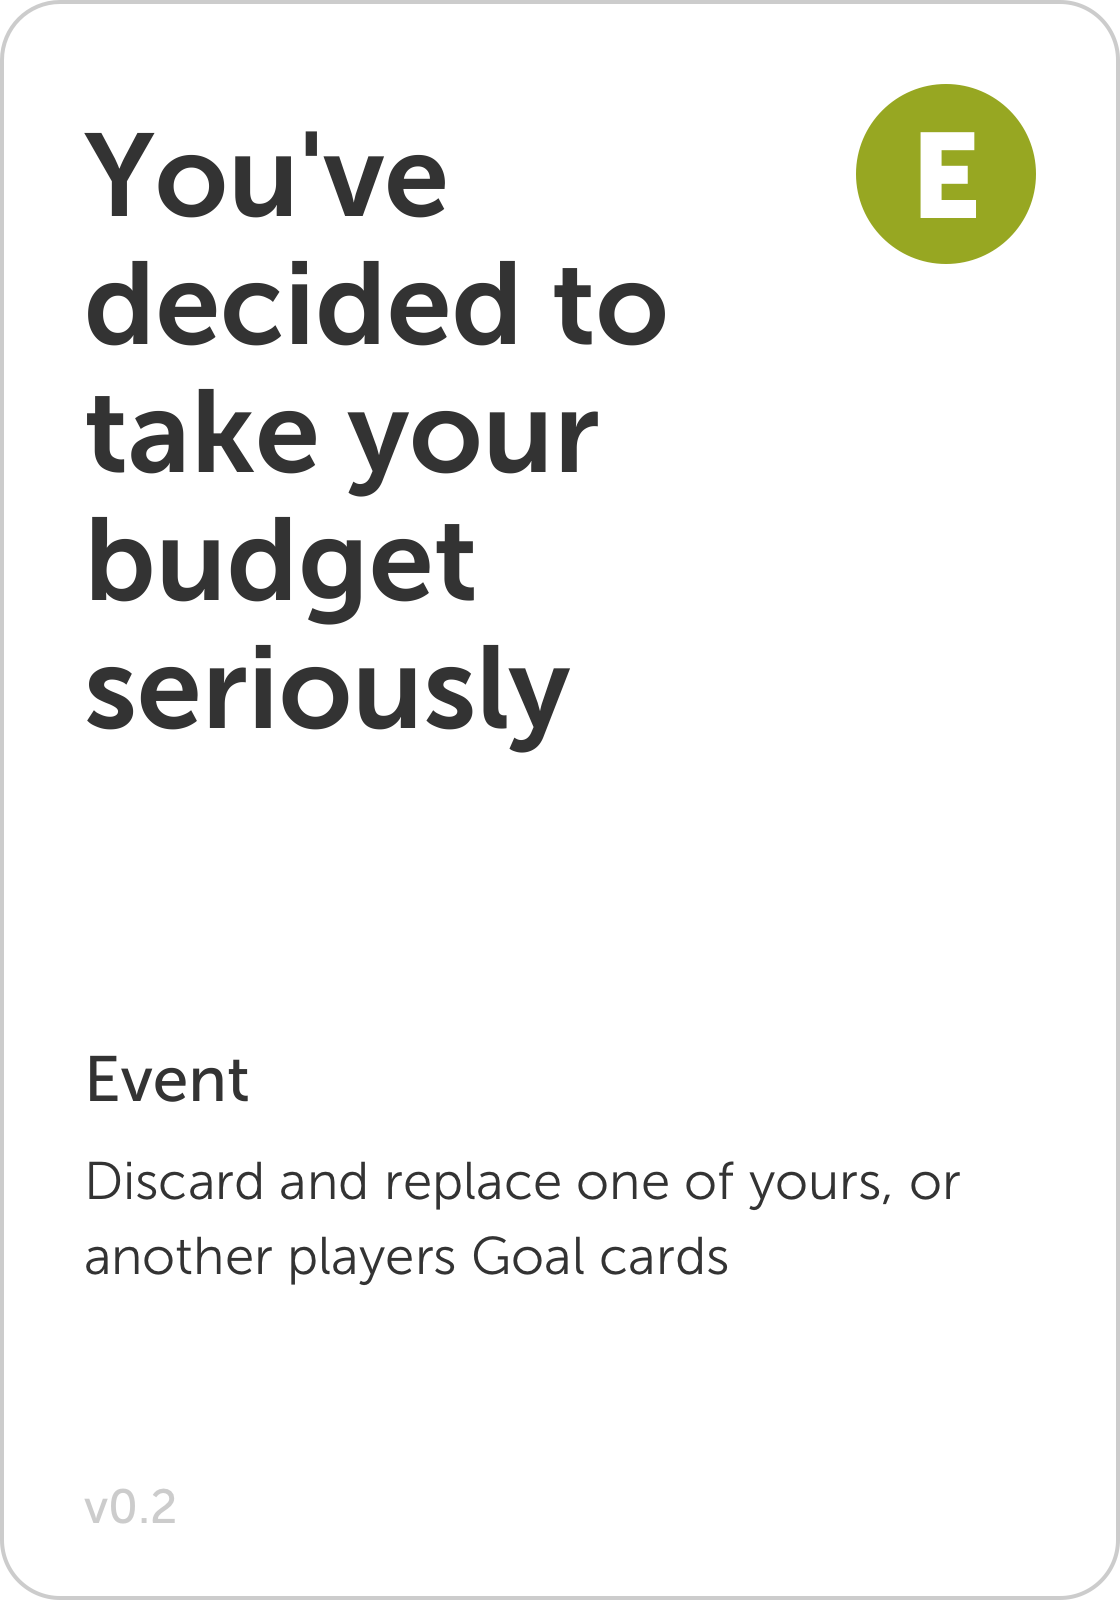 You've
E
decided to
take your
budget
seriously
Event
Discard and replace one of yours, or
another players Goal cards
v0.2